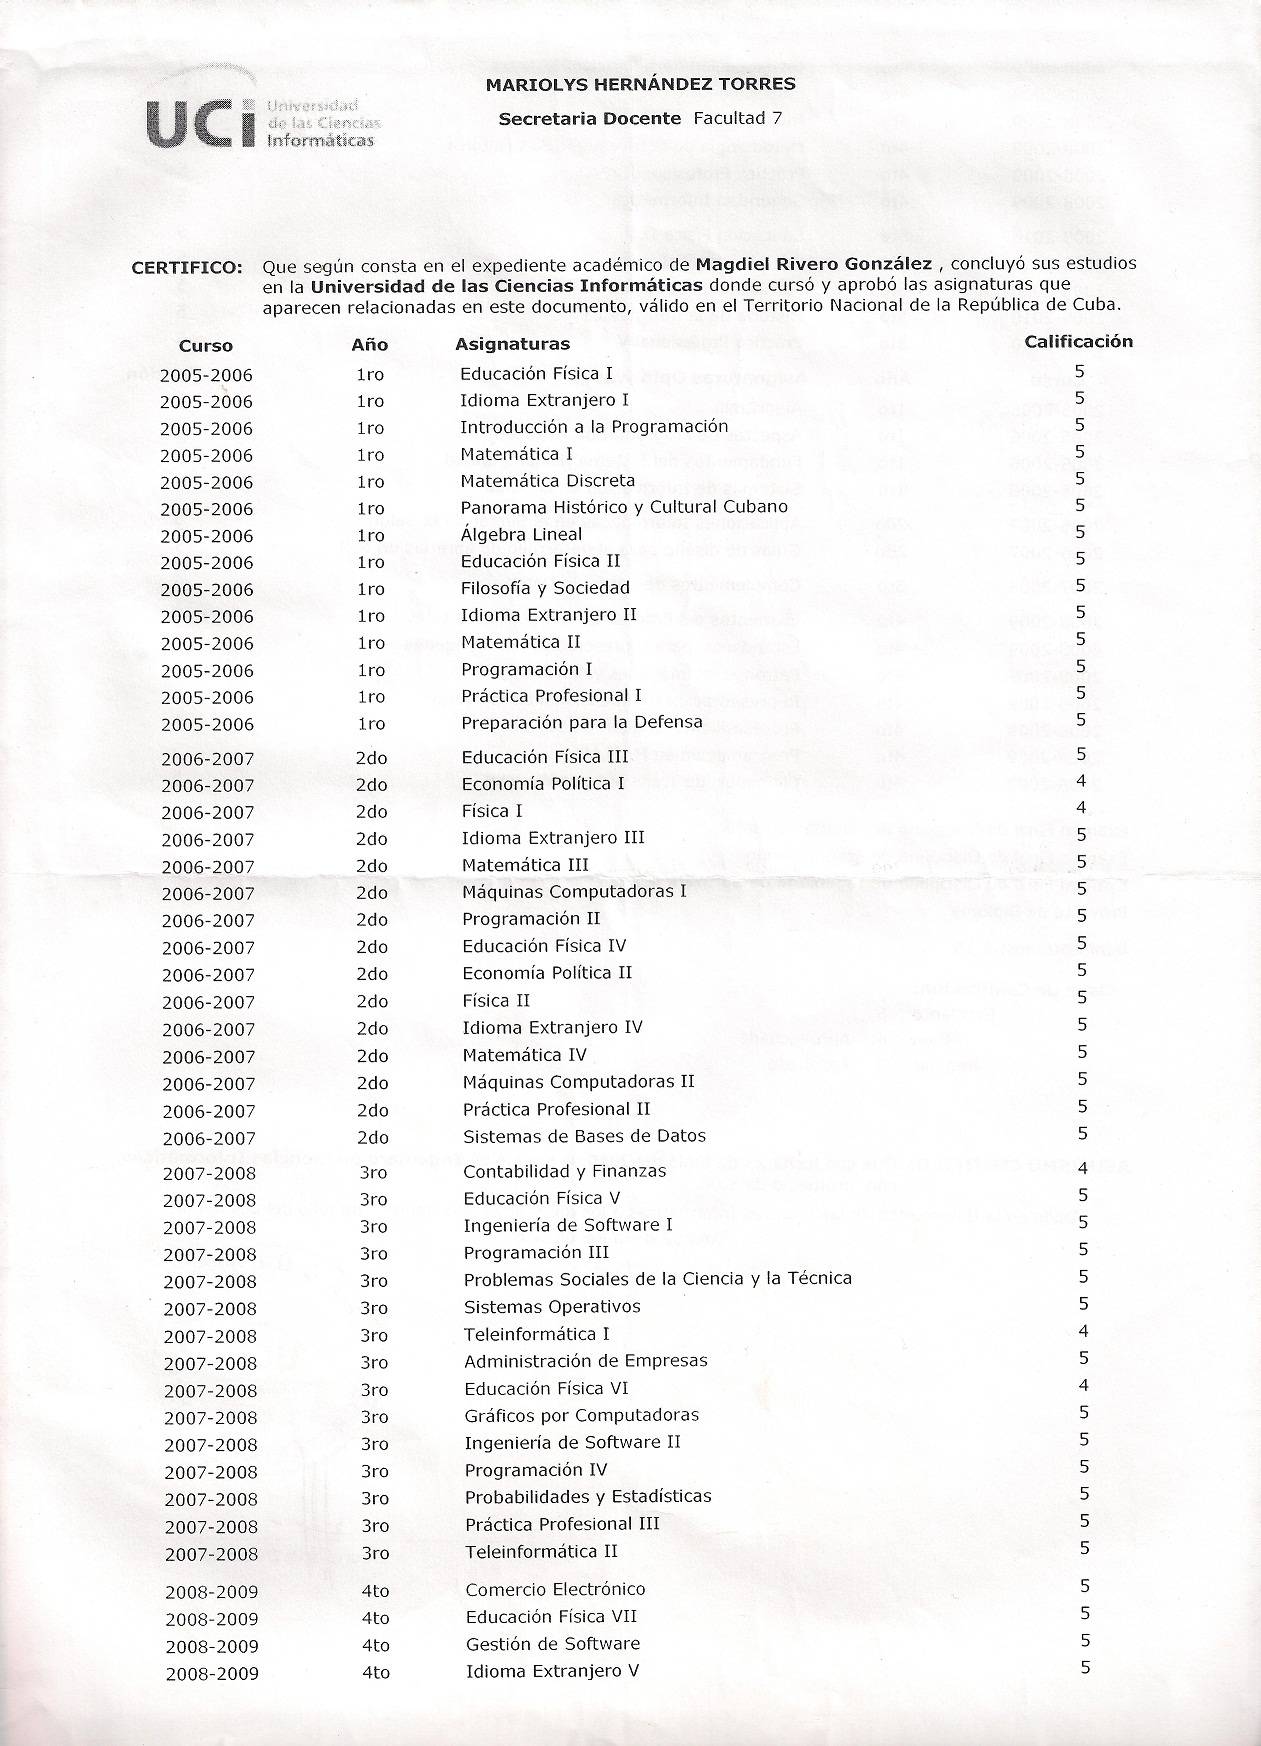 MARIOLYS HERNÁNDEZ TORRES
Secretaria Docente Facultad 7
UCi Universidad
de las Ciencias
Informáticas
CERTIFICO: Que según consta en el expediente académico de Magdiel Rivero González , concluyó sus estudios
en la Universidad de las Ciencias Informáticas donde cursó y aprobó las asignaturas que
aparecen relacionadas en este documento, válido en el Territorio Nacional de la República de Cuba.
Curso Año Asignaturas Calificación
2005-2006 1ro Educación Física I 5
2005-2006 1ro Idioma Extranjero I 5
2005-2006 1ro Introducción a la Programación 5
2005-2006 1ro Matemática I 5
2005-2006 1ro Matemática Discreta 5
2005-2006 1ro Panorama Histórico y Cultural Cubano 5
2005-2006 1ro Álgebra Lineal 5
2005-2006 1ro Educación Física II 5
2005-2006 1ro Filosofía y Sociedad 5
2005-2006 1ro Idioma Extranjero II 5
2005-2006 1ro Matemática II 5
2005-2006 1ro Programación I 5
2005-2006 1ro Práctica Profesional I 5
2005-2006 1ro Preparación para la Defensa 5
2006-2007 2do Educación Física III 5
2006-2007 2do Economía Política I 4
2006-2007 2do Física I 4
2006-2007 2do Idioma Extranjero III 5
2006-2007 2do Matemática III 5
2006-2007 2do Máquinas Computadoras I 5
2006-2007 2do Programación II 5
2006-2007 2do Educación Física IV 5
2006-2007 2do Economía Política II 5
2006-2007 2do Física II 5
2006-2007 2do Idioma Extranjero IV 5
2006-2007 2do Matemática IV 5
2006-2007 2do Máquinas Computadoras II 5
2006-2007 2do Práctica Profesional II 5
2006-2007 2do Sistemas de Bases de Datos 5
2007-2008 3ro Contabilidad y Finanzas 4
2007-2008 3ro Educación Física V 5
2007-2008 3ro Ingeniería de Software I 5
2007-2008 3ro Programación III 5
2007-2008 3ro Problemas Sociales de la Ciencia y la Técnica 5
2007-2008 3ro Sistemas Operativos 5
2007-2008 3ro Teleinformática I 4
2007-2008 3ro Administración de Empresas 5
2007-2008 3ro Educación Física VI 4
2007-2008 3ro Gráficos por Computadoras 5
2007-2008 3ro Ingeniería de Software II 5
2007-2008 3ro Programación IV 5
2007-2008 3ro Probabilidades y Estadísticas 5
2007-2008 3ro Práctica Profesional III 5
2007-2008 3ro Teleinformática II 5
2008-2009 4to Comercio Electrónico 5
2008-2009 4to Educación Física VII 5
2008-2009 4to Gestión de Software 5
2008-2009 4to Idioma Extranjero V 5